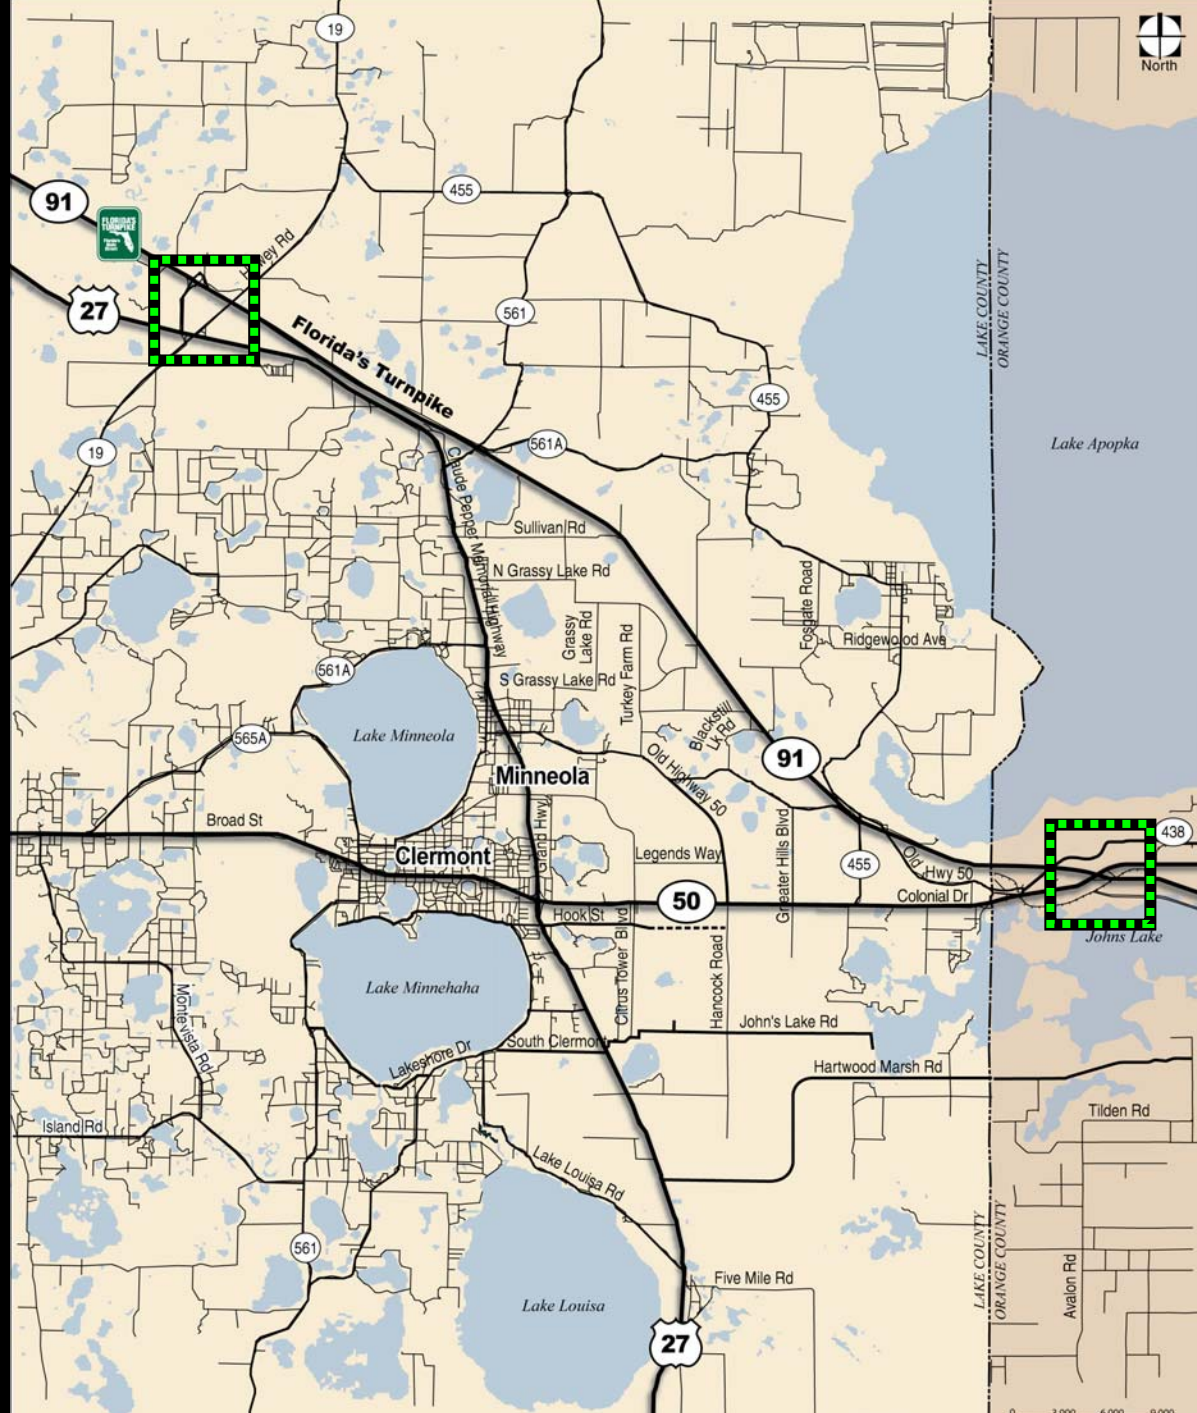 19
North
455
91
FLORIDA'S
TURNPIKE
Howey Rd
LAKE COUNTY
ORANGE COUNTY
27
561
Florida's Turnpike
455
561A
Lake Apopka
19
Claude Pepper Memorial Highway
Sullivan Rd
N Grassy Lake Rd
Fosgate Road
Grassy
Lake Rd
Turkey Farm Rd
Ridgewood Ave
561A
S Grassy Lake Rd
Blackstill
Lk Rd
Lake Minneola
565A
Old Highway 50
91
Minneola
Broad St
Grand Hwy
Greater Hills Blvd
438
Clermont
Legends Way
455
Old
Hwy 50
Colonial Dr
50
Hook St
Citrus Tower Blvd
Hancock Road
Johns Lake
Lake Minnehaha
Montevista Rd
John's Lake Rd
South Clermont
Lakeshore Dr
Hartwood Marsh Rd
Tilden Rd
Island Rd
Lake Louisa Rd
LAKE COUNTY
ORANGE COUNTY
561
Avalon Rd
Five Mile Rd
Lake Louisa
27